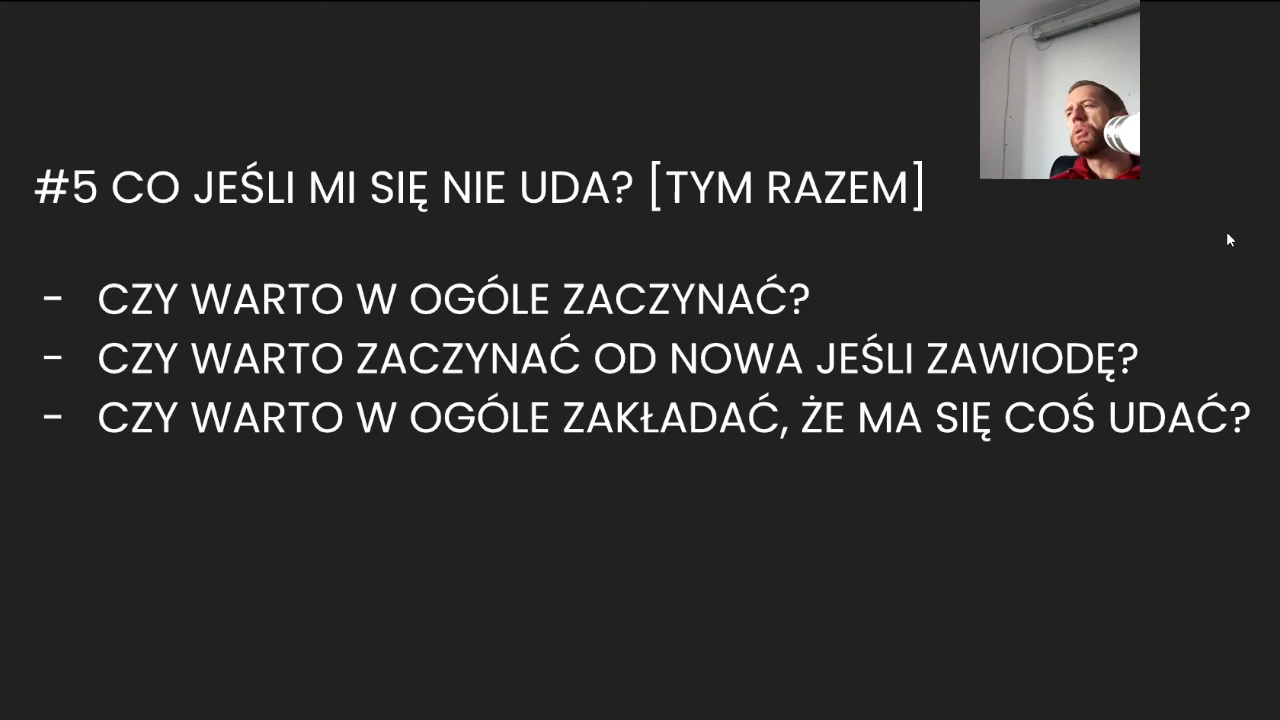 #5 CO JEŚLI MI SIĘ NIE UDA? [TYM RAZEM]
- CZY WARTO W OGÓLE ZACZYNAĆ?
- CZY WARTO ZACZYNAĆ OD NOWA JEŚLI ZAWIODĘ?
- CZY WARTO W OGÓLE ZAKŁADAĆ, ŻE MA SIĘ COŚ UDAĆ?